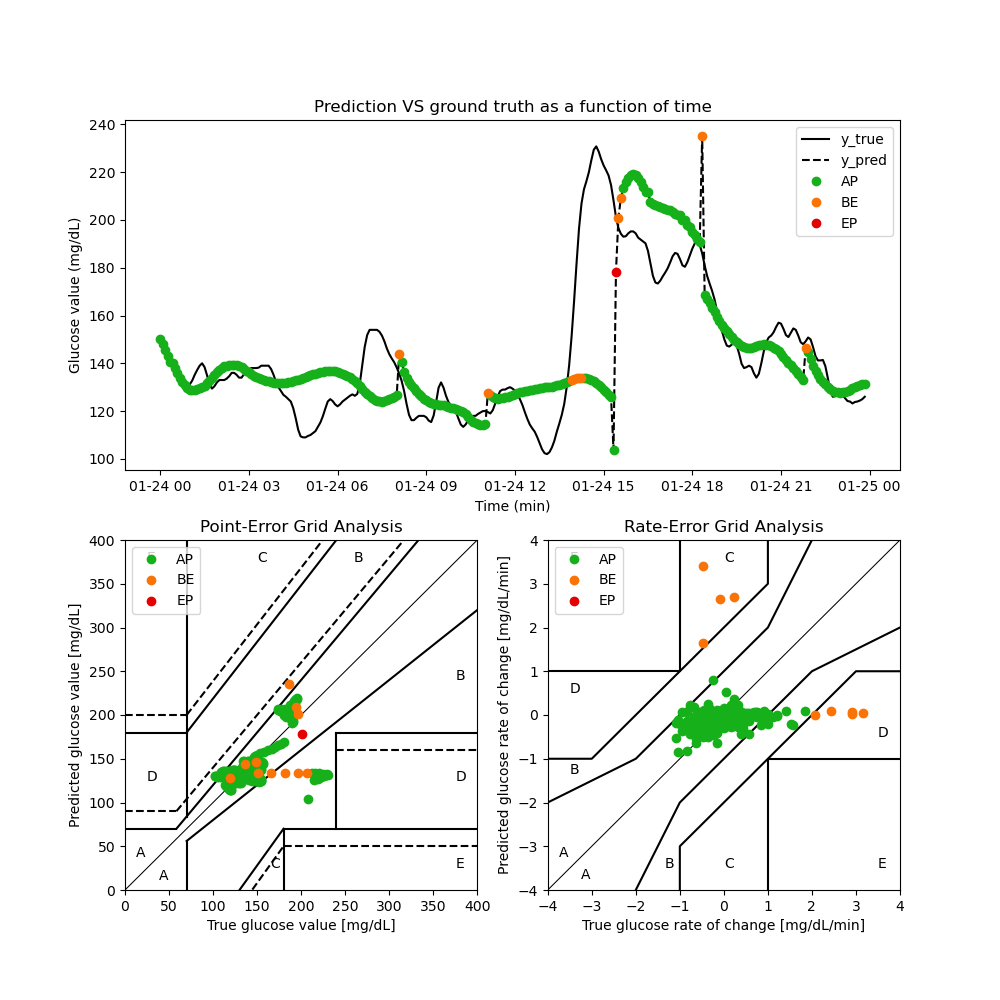 Prediction VS ground truth as a function of time
Glucose value (mg/dL)
240
220
200
180
160
140
120
100
y_true
y_pred
AP
BE
EP
01-24 00 01-24 03 01-24 06 01-24 09 01-24 12 01-24 15 01-24 18 01-24 21 01-25 00
Time (min)
Point-Error Grid Analysis
Predicted glucose value [mg/dL]
400
350
300
250
200
150
100
50
0
AP
BE
EP
C
B
B
D
D
A
A
C
E
0 50 100 150 200 250 300 350 400
True glucose value [mg/dL]
Rate-Error Grid Analysis
Predicted glucose rate of change [mg/dL/min]
4
3
2
1
0
−1
−2
−3
−4
AP
BE
EP
C
D
D
B
A
A
B
C
E
−4 −3 −2 −1 0 1 2 3 4
True glucose rate of change [mg/dL/min]